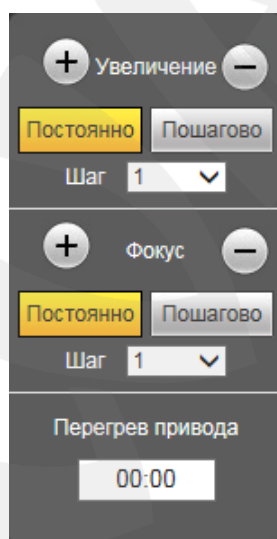 + Увеличение −
Постоянно Пошагово
Шаг 1
+ Фокус −
Постоянно Пошагово
Шаг 1
Перегрев привода
00:00